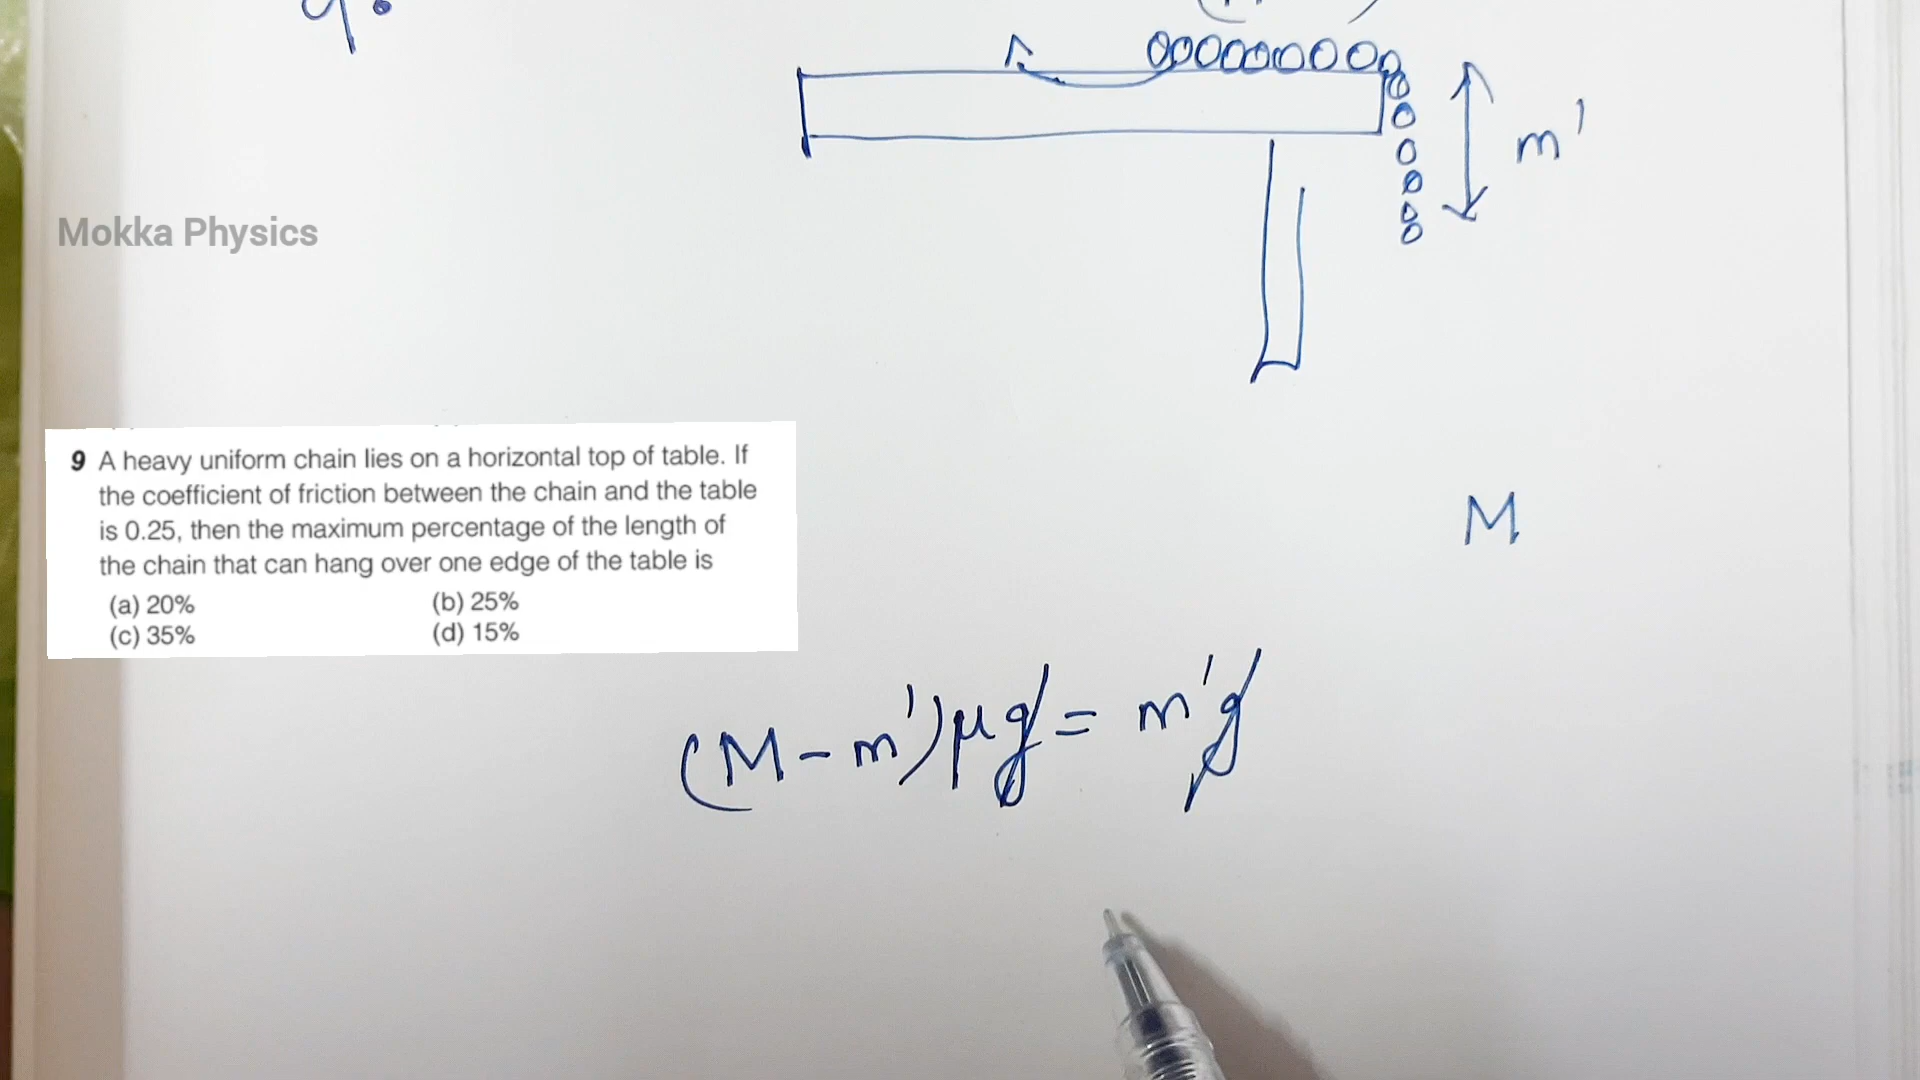 9.
m'
Mokka Physics
9 A heavy uniform chain lies on a horizontal top of table. If
the coefficient of friction between the chain and the table
is 0.25, then the maximum percentage of the length of
the chain that can hang over one edge of the table is
(a) 20% (b) 25%
(c) 35% (d) 15%
M
(M - m')μg = m'g